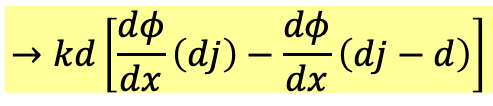 → kd [dϕ/dx (dj) − dϕ/dx (dj − d)]